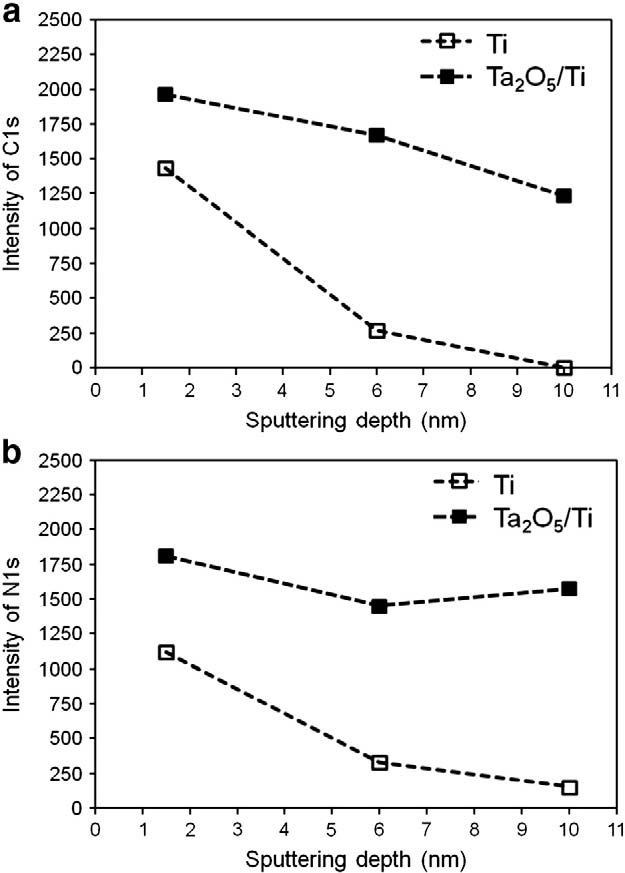 a
2500
2250
2000
1750
1500
1250
1000
750
500
250
0
Intensity of C1s
Ti
Ta₂O₅/Ti
0 1 2 3 4 5 6 7 8 9 10 11
Sputtering depth (nm)
b
2500
2250
2000
1750
1500
1250
1000
750
500
250
0
Intensity of N1s
Ti
Ta₂O₅/Ti
0 1 2 3 4 5 6 7 8 9 10 11
Sputtering depth (nm)